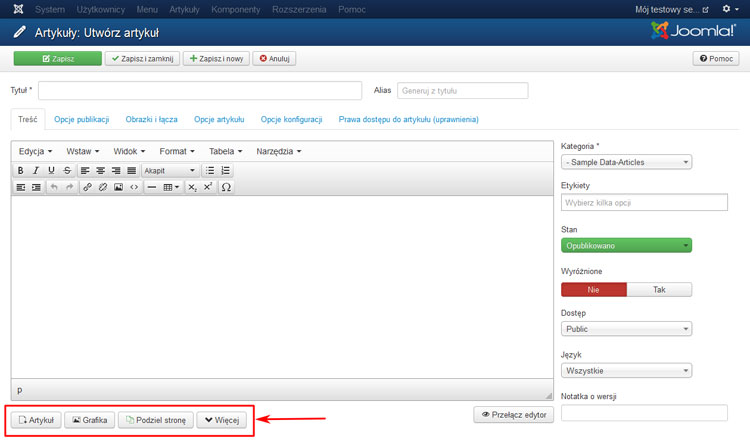 System Użytkownicy Menu Artykuły Komponenty Rozszerzenia Pomoc Mój testowy se...
Artykuły: Utwórz artykuł Joomla!®
Zapisz Zapisz i zamknij Zapisz i nowy Anuluj Pomoc
Tytuł * Alias Generuj z tytułu
Treść Opcje publikacji Obrazki i łącza Opcje artykułu Opcje konfiguracji Prawa dostępu do artykułu (uprawnienia)
Edycja Wstaw Widok Format Tabela Narzędzia
B I U S Akapit
X₂ X² Ω
Kategoria *
- Sample Data-Articles
Etykiety
Wybierz kilka opcji
Stan
Opublikowano
Wyróżnione
Nie Tak
Dostęp
Public
Język
Wszystkie
Notatka o wersji
p
Artykuł Grafika Podziel stronę Więcej Przełącz edytor